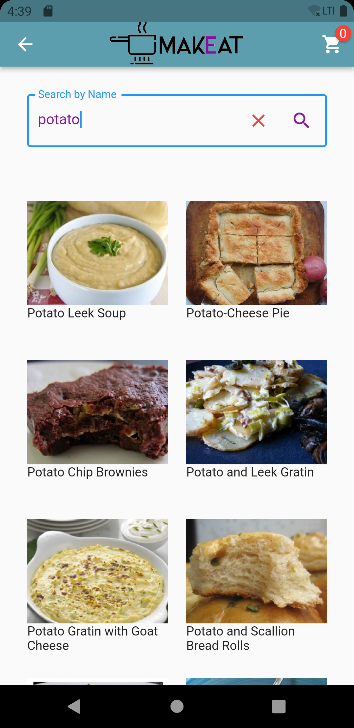 4:39
LTE
MAKEAT
0
Search by Name
potato
Potato Leek Soup
Potato-Cheese Pie
Potato Chip Brownies
Potato and Leek Gratin
Potato Gratin with Goat
Cheese
Potato and Scallion
Bread Rolls